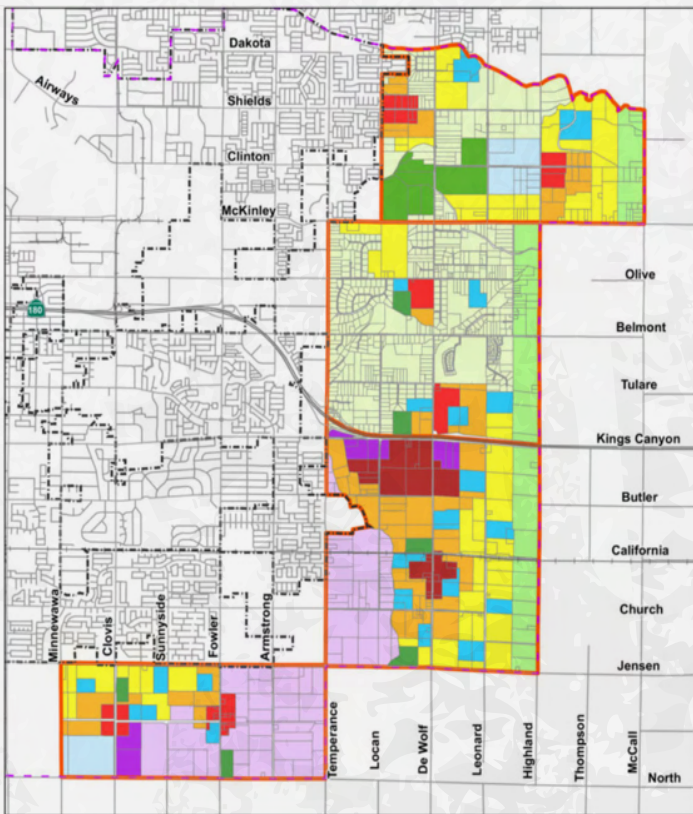 Dakota
Airways
Shields
Clinton
McKinley
Olive
180
Belmont
Tulare
Kings Canyon
Butler
California
Church
Jensen
Minnewawa
Clovis
Sunnyside
Fowler
Armstrong
Temperance
Locan
De Wolf
Leonard
Highland
Thompson
McCall
North